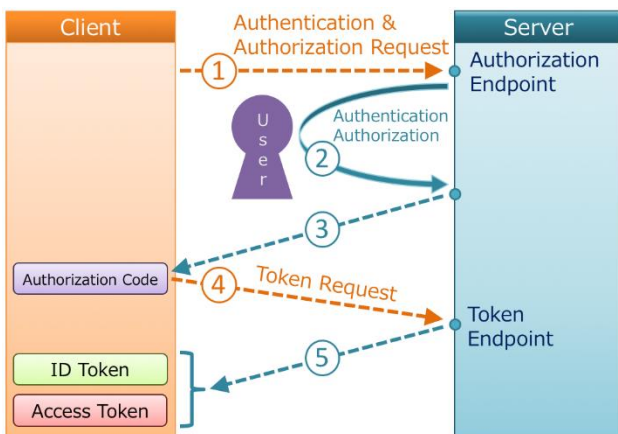 Client
Server
Authentication &
Authorization Request
1
Authorization
Endpoint
User
Authentication
Authorization
2
3
Authorization Code
4
Token Request
Token
Endpoint
5
ID Token
Access Token